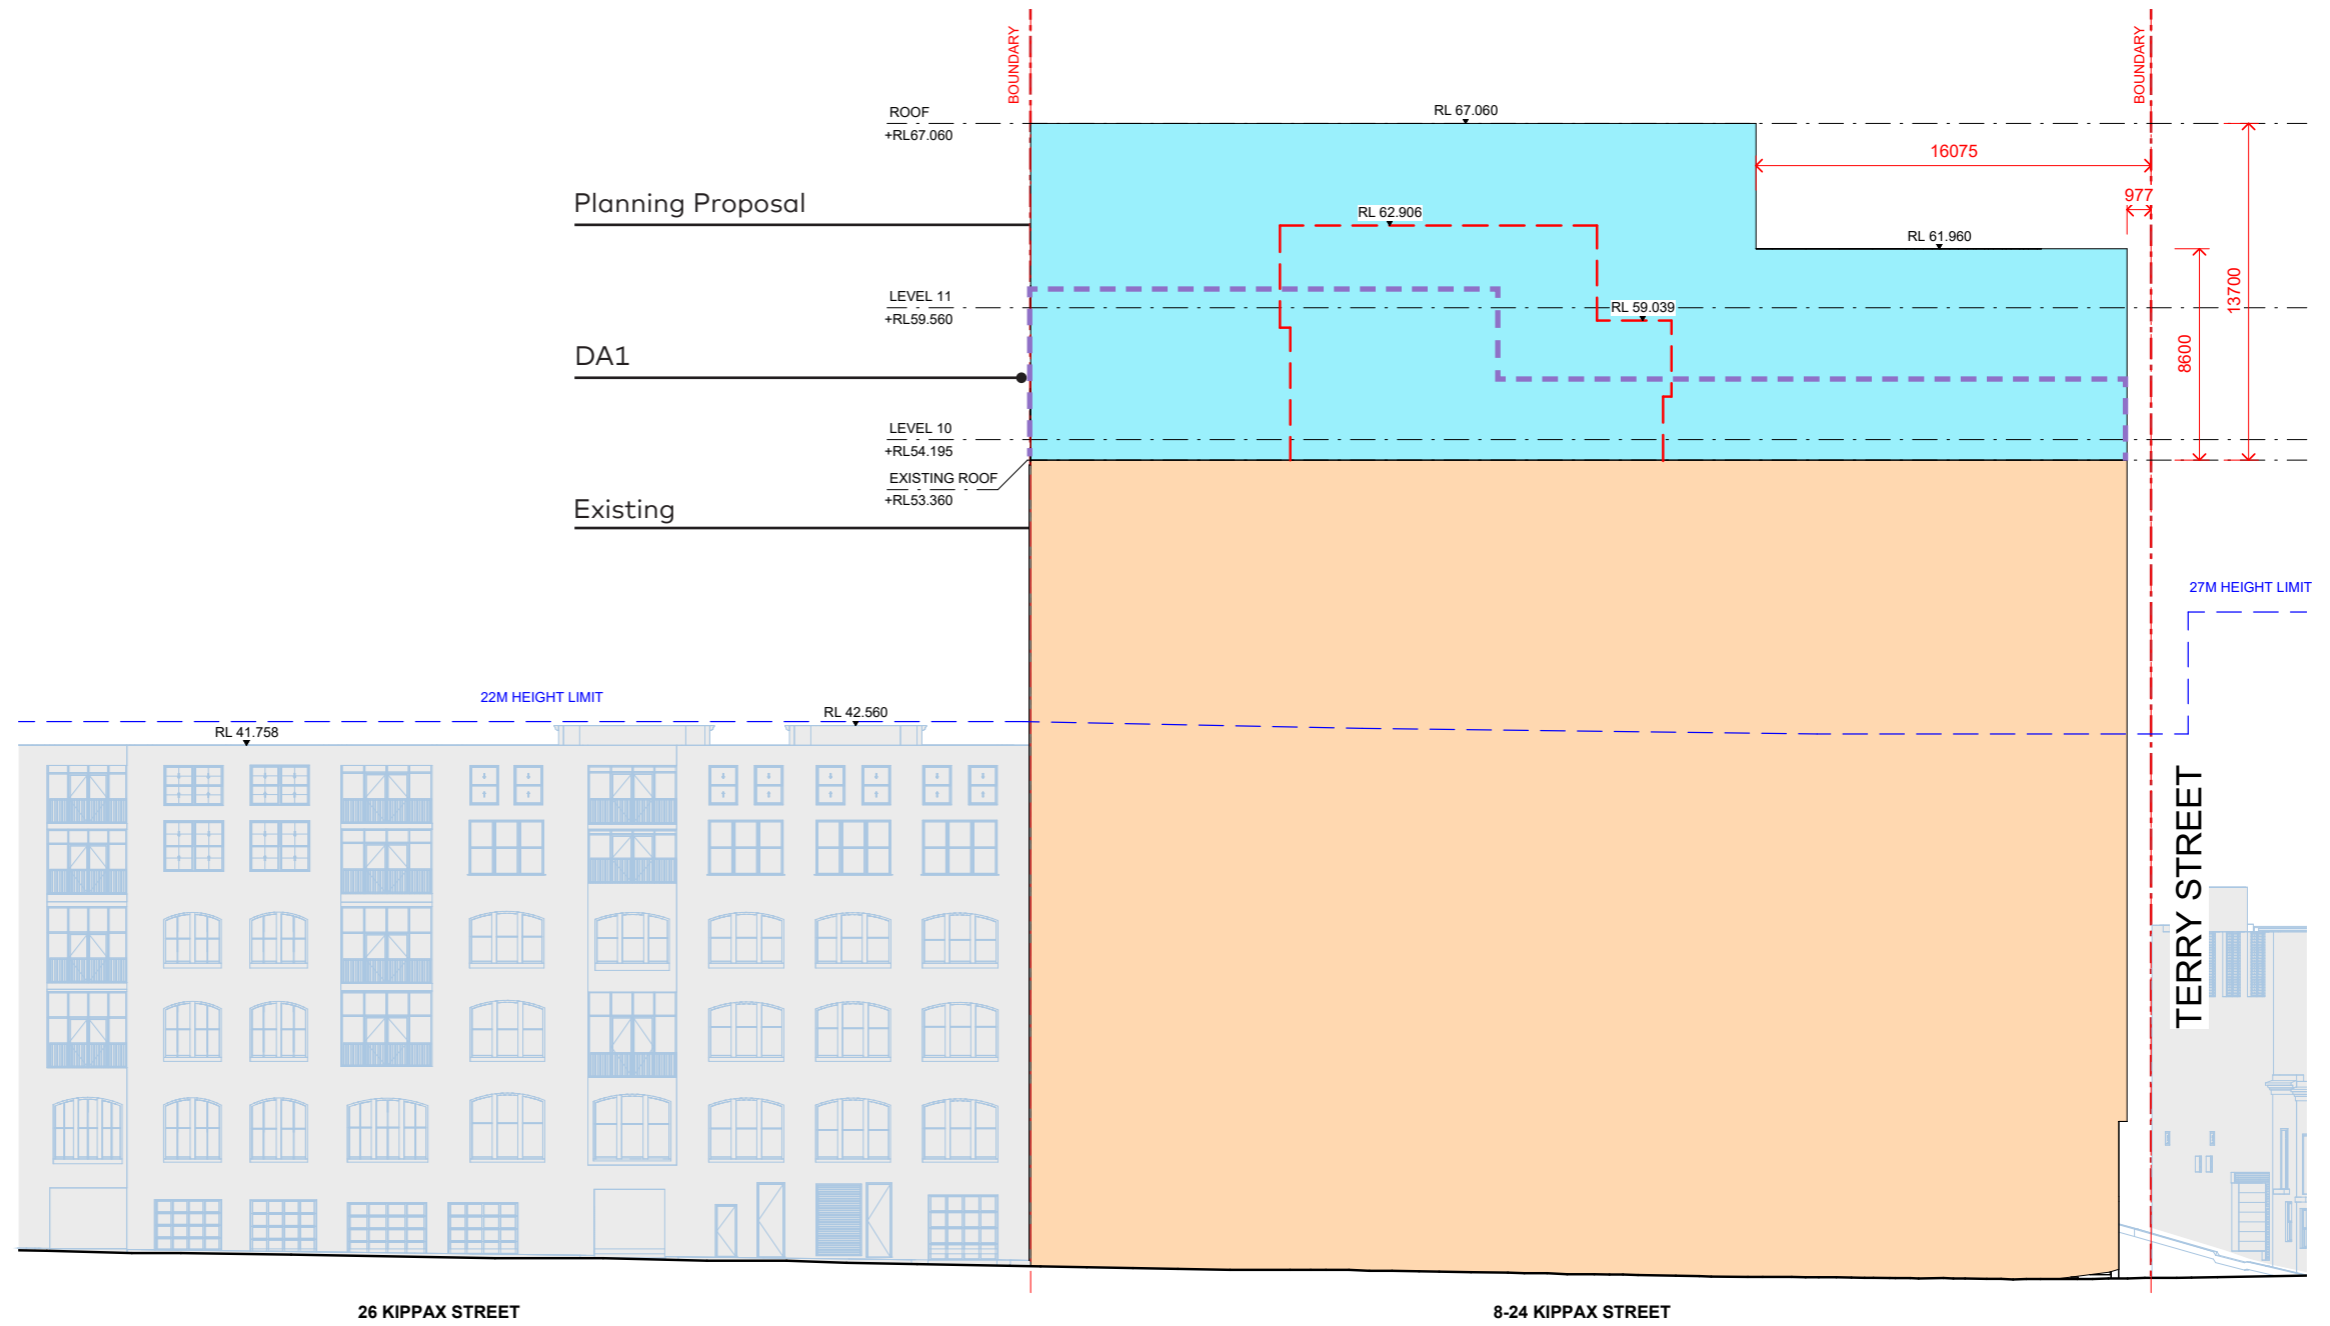 BOUNDARY
BOUNDARY
ROOF
+RL67.060
RL 67.060
16075
977
Planning Proposal
RL 62.906
RL 61.960
13700
LEVEL 11
+RL59.560
RL 59.039
8600
DA1
LEVEL 10
+RL54.195
EXISTING ROOF
+RL53.360
Existing
27M HEIGHT LIMIT
22M HEIGHT LIMIT
RL 42.560
RL 41.758
TERRY STREET
26 KIPPAX STREET
8-24 KIPPAX STREET